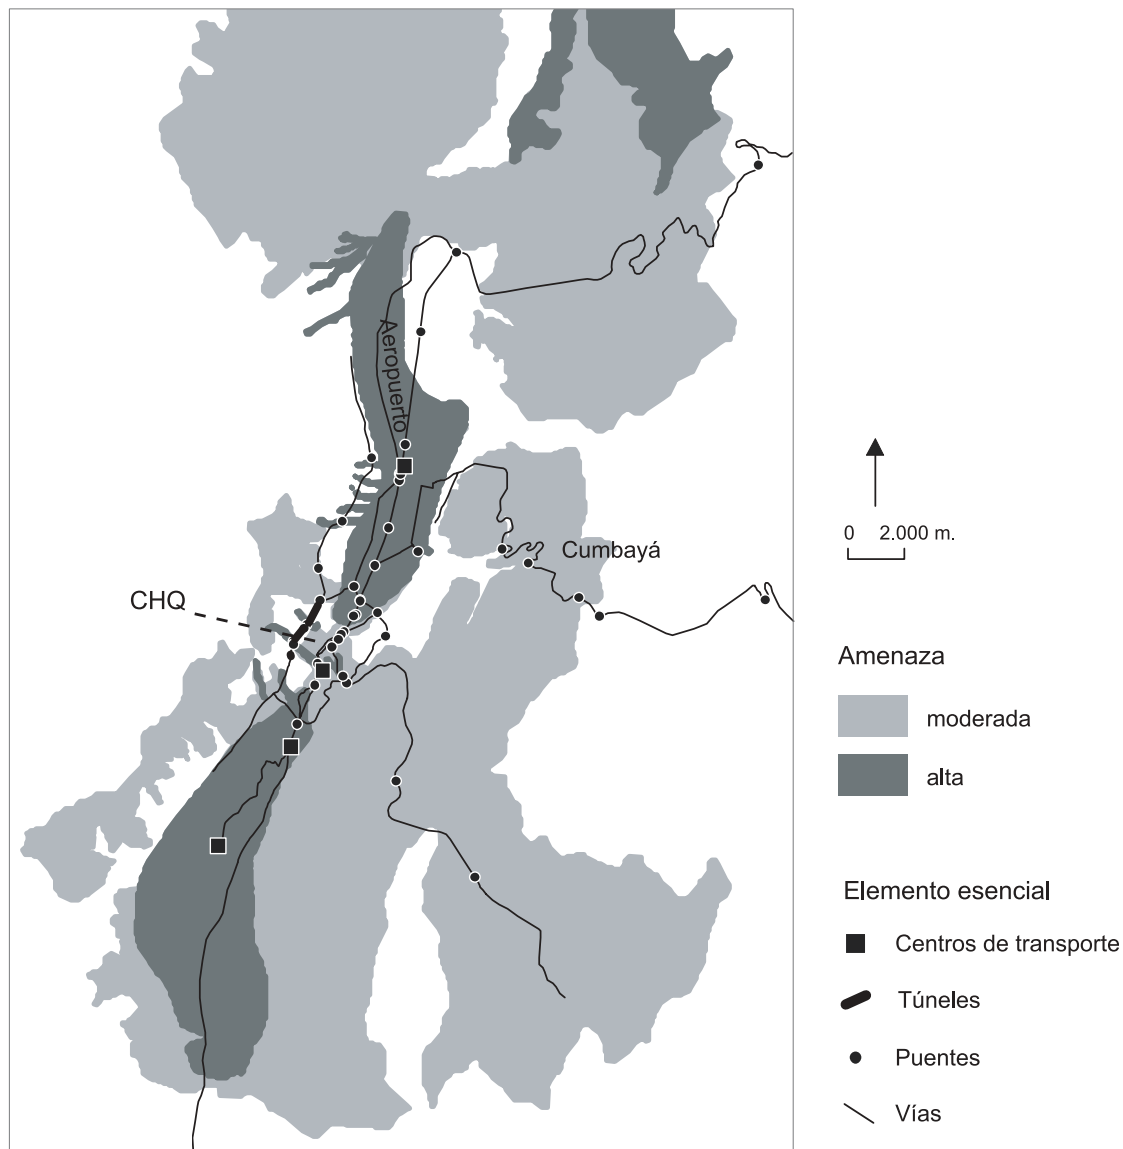 Aeropuerto
Cumbayá
CHQ
0 2.000 m.
Amenaza
moderada
alta
Elemento esencial
Centros de transporte
Túneles
Puentes
Vías